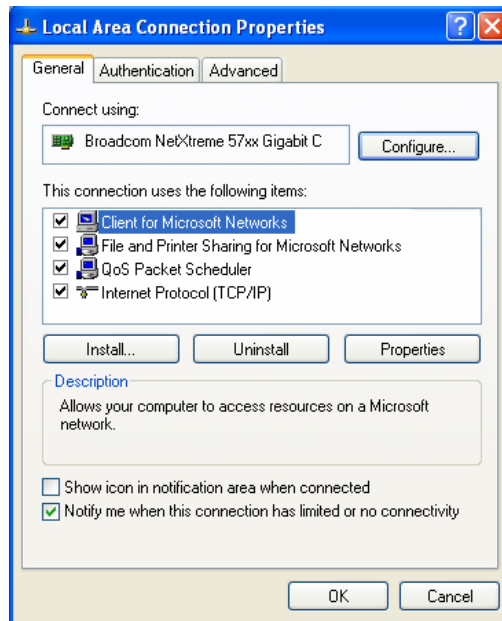 Local Area Connection Properties
General Authentication Advanced
Connect using:
Broadcom NetXtreme 57xx Gigabit C
Configure...
This connection uses the following items:
Client for Microsoft Networks
File and Printer Sharing for Microsoft Networks
QoS Packet Scheduler
Internet Protocol (TCP/IP)
Install... Uninstall Properties
Description
Allows your computer to access resources on a Microsoft
network.
Show icon in notification area when connected
Notify me when this connection has limited or no connectivity
OK Cancel